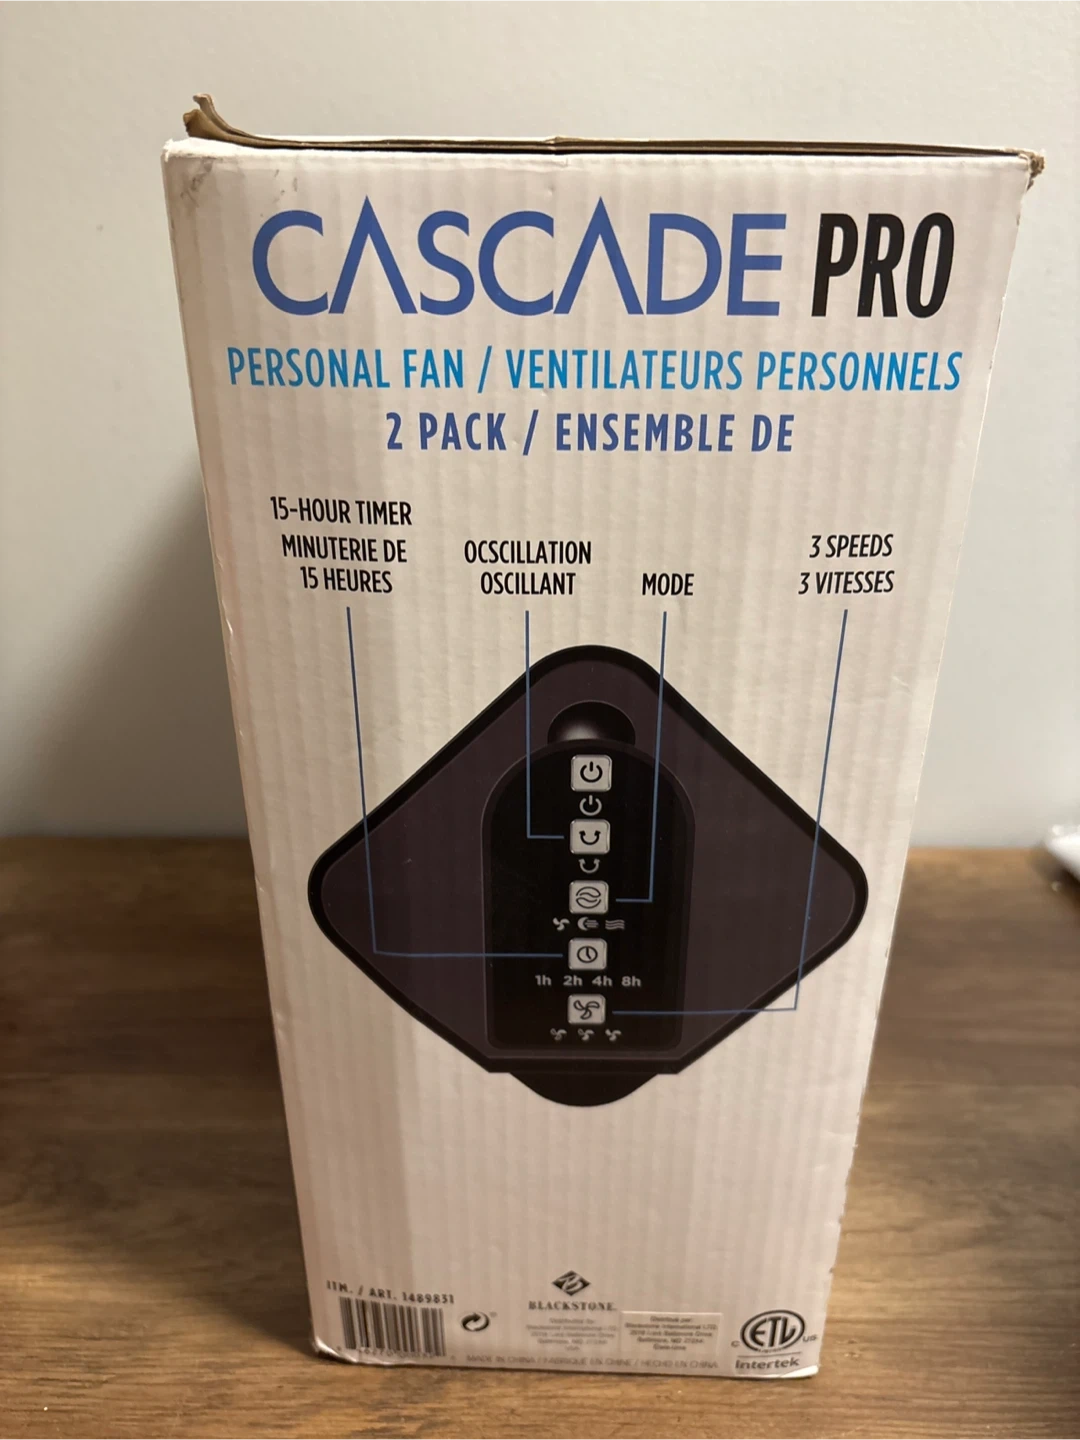 CASCADE PRO
PERSONAL FAN / VENTILATEURS PERSONNELS
2 PACK / ENSEMBLE DE
15-HOUR TIMER
MINUTERIE DE
15 HEURES
OCSCILLATION
OSCILLANT
MODE
3 SPEEDS
3 VITESSES
1h 2h 4h 8h
ITM. / ART. 1489831
BLACKSTONE
MADE IN CHINA / FABRIQUÉ EN CHINE / HECHO EN CHINA
C ETL US
Intertek